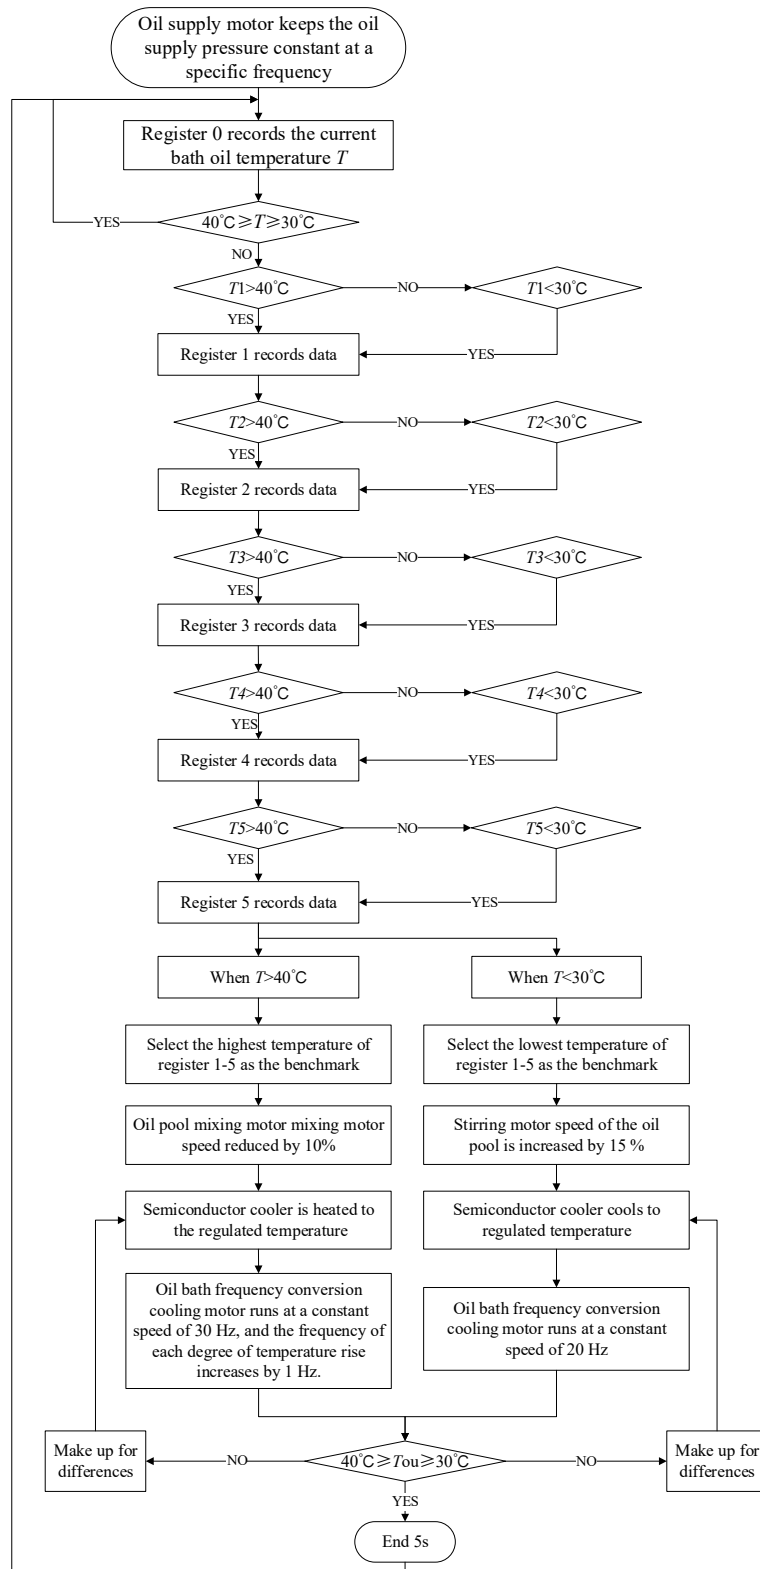 Oil supply motor keeps the oil
supply pressure constant at a
specific frequency
Register 0 records the current
bath oil temperature T
YES
40℃≥T≥30℃
NO
T1>40℃
NO
T1<30℃
YES
Register 1 records data
YES
T2>40℃
NO
T2<30℃
YES
Register 2 records data
YES
T3>40℃
NO
T3<30℃
YES
Register 3 records data
YES
T4>40℃
NO
T4<30℃
YES
Register 4 records data
YES
T5>40℃
NO
T5<30℃
YES
Register 5 records data
YES
When T>40℃
When T<30℃
Select the highest temperature of
register 1-5 as the benchmark
Select the lowest temperature of
register 1-5 as the benchmark
Oil pool mixing motor mixing motor
speed reduced by 10%
Stirring motor speed of the oil
pool is increased by 15 %
Semiconductor cooler is heated to
the regulated temperature
Semiconductor cooler cools to
regulated temperature
Oil bath frequency conversion
cooling motor runs at a constant
speed of 30 Hz, and the frequency of
each degree of temperature rise
increases by 1 Hz.
Oil bath frequency conversion
cooling motor runs at a constant
speed of 20 Hz
Make up for
differences
NO
40℃≥Tou≥30℃
NO
Make up for
differences
YES
End 5s